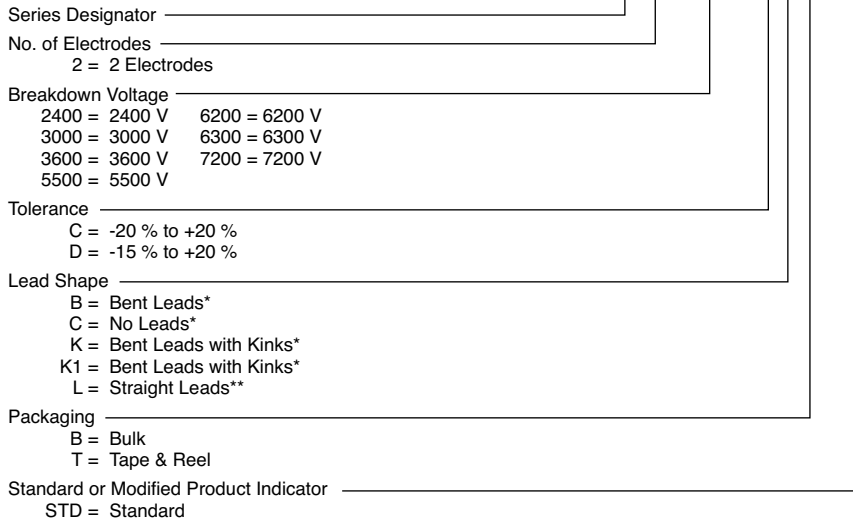 Series Designator
No. of Electrodes
2 = 2 Electrodes
Breakdown Voltage
2400 = 2400 V 6200 = 6200 V
3000 = 3000 V 6300 = 6300 V
3600 = 3600 V 7200 = 7200 V
5500 = 5500 V
Tolerance
C = -20 % to +20 %
D = -15 % to +20 %
Lead Shape
B = Bent Leads*
C = No Leads*
K = Bent Leads with Kinks*
K1 = Bent Leads with Kinks*
L = Straight Leads**
Packaging
B = Bulk
T = Tape & Reel
Standard or Modified Product Indicator
STD = Standard